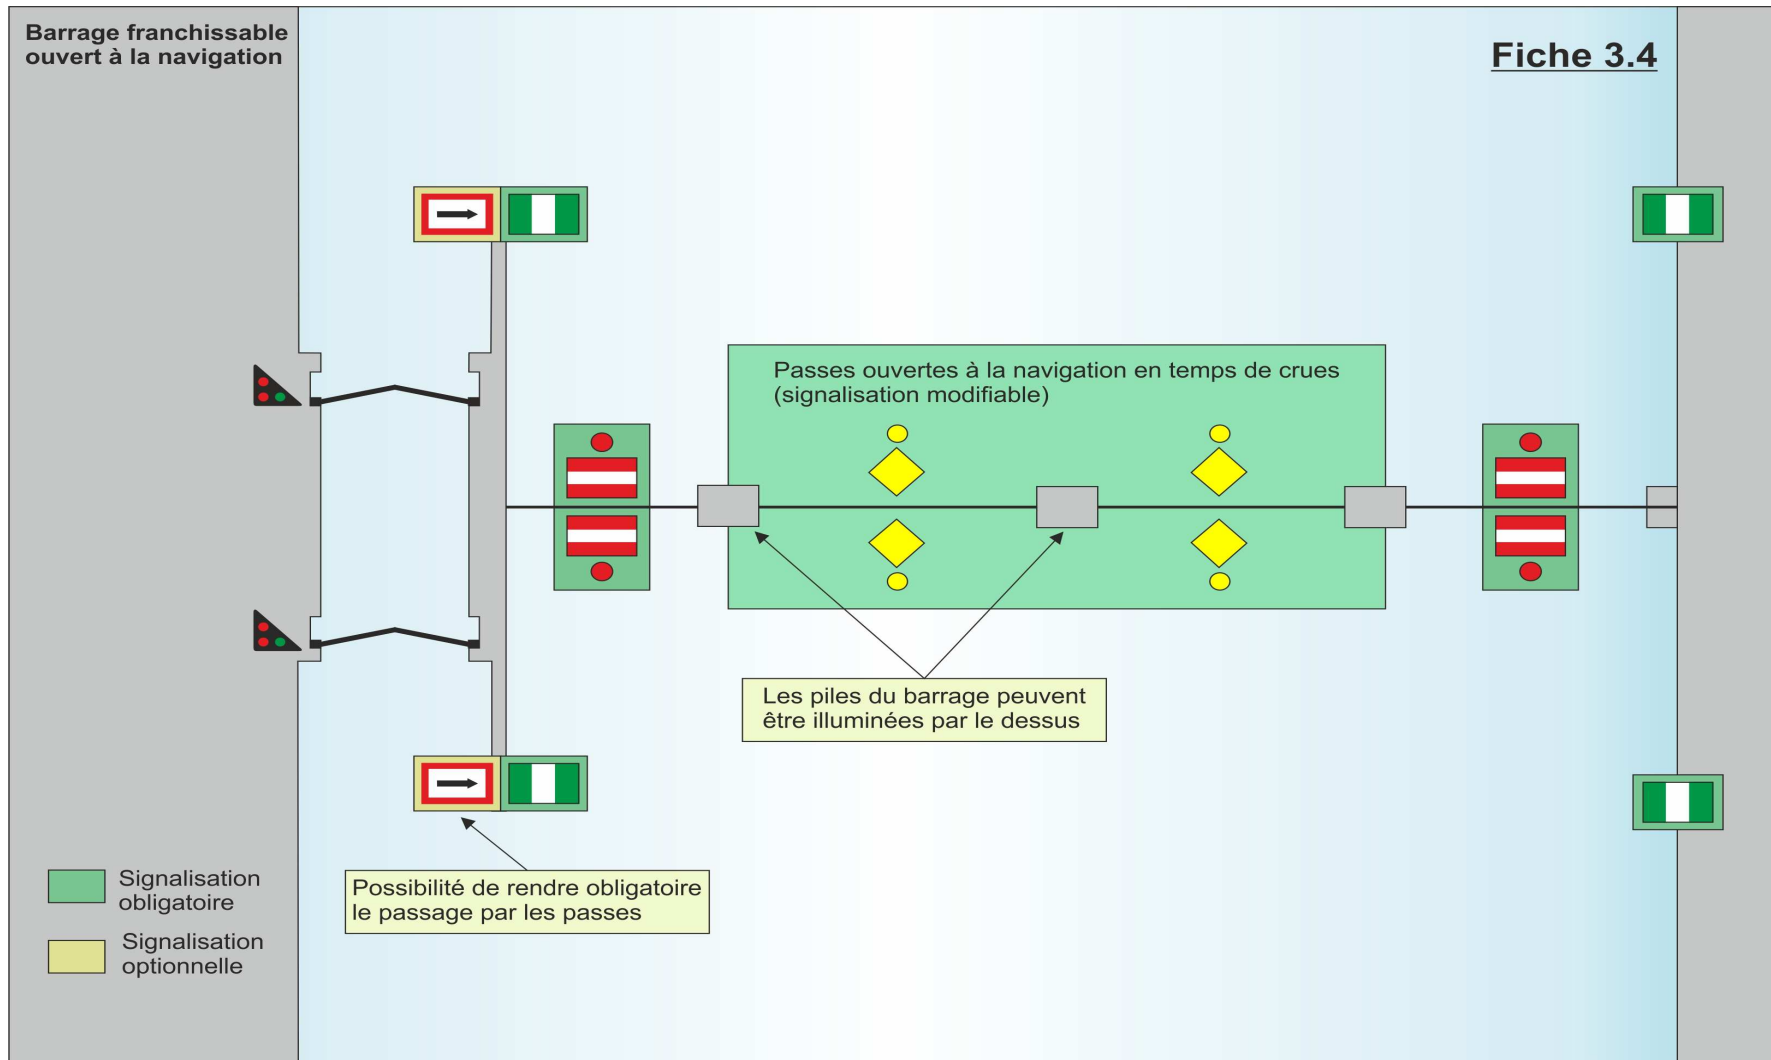 Barrage franchissable
ouvert à la navigation
Fiche 3.4
Passes ouvertes à la navigation en temps de crues
(signalisation modifiable)
Les piles du barrage peuvent
être illuminées par le dessus
Possibilité de rendre obligatoire
le passage par les passes
Signalisation
obligatoire
Signalisation
optionnelle